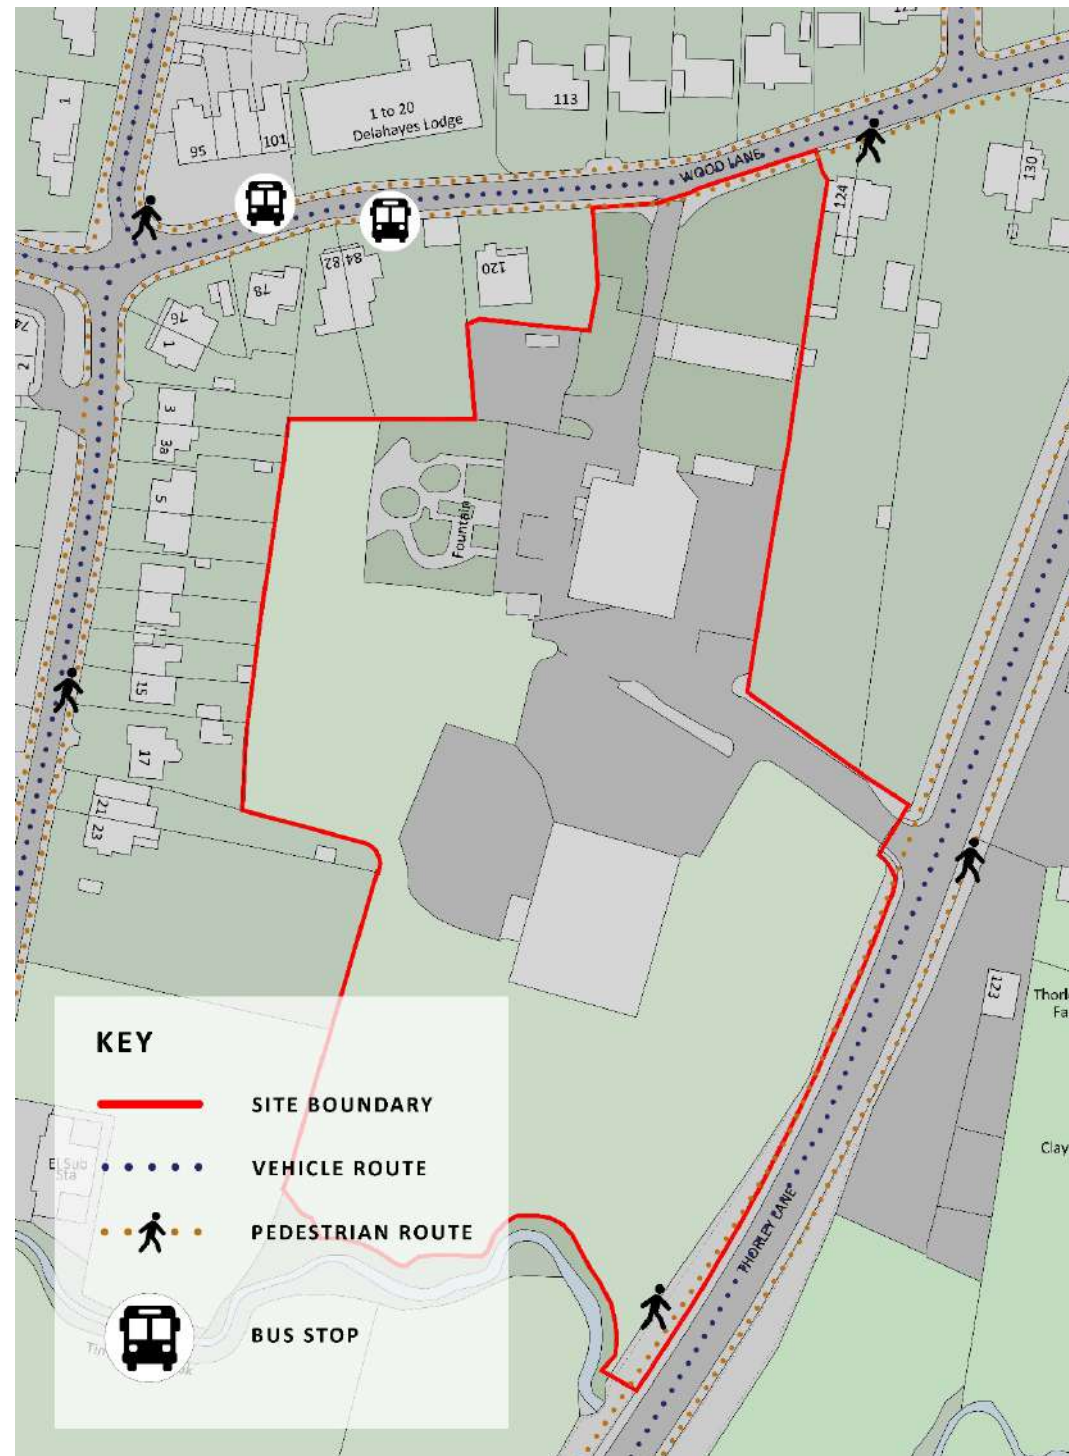 1
95
101
1 to 20
Delahayes Lodge
113
WOOD LANE
124
130
84 82
120
78
76
1
2
3
3a
5
Fountain
15
17
21
23
123
THORLEY LANE
KEY
SITE BOUNDARY
VEHICLE ROUTE
El Sub
Sta
PEDESTRIAN ROUTE
BUS STOP